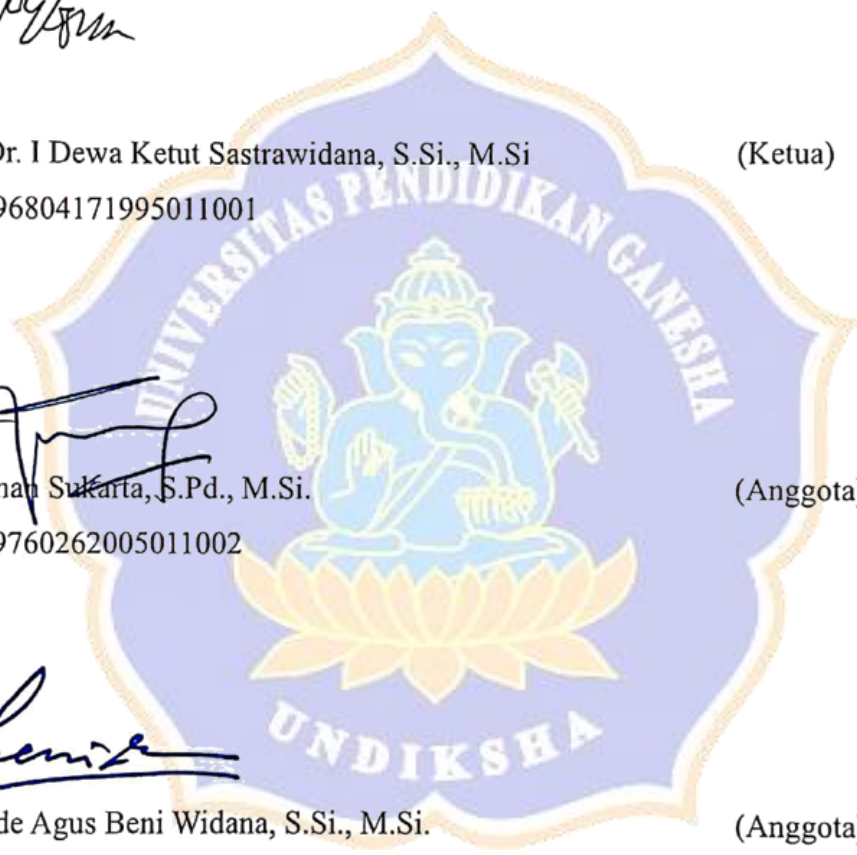 Dr. I Dewa Ketut Sastrawidana, S.Si., M.Si (Ketua)
96804171995011001
UNIVERSITAS PENDIDIKAN GANESHA
Sukarta, S.Pd., M.Si. (Anggota)
9760262005011002
UNDIKSHA
de Agus Beni Widana, S.Si., M.Si. (Anggota)